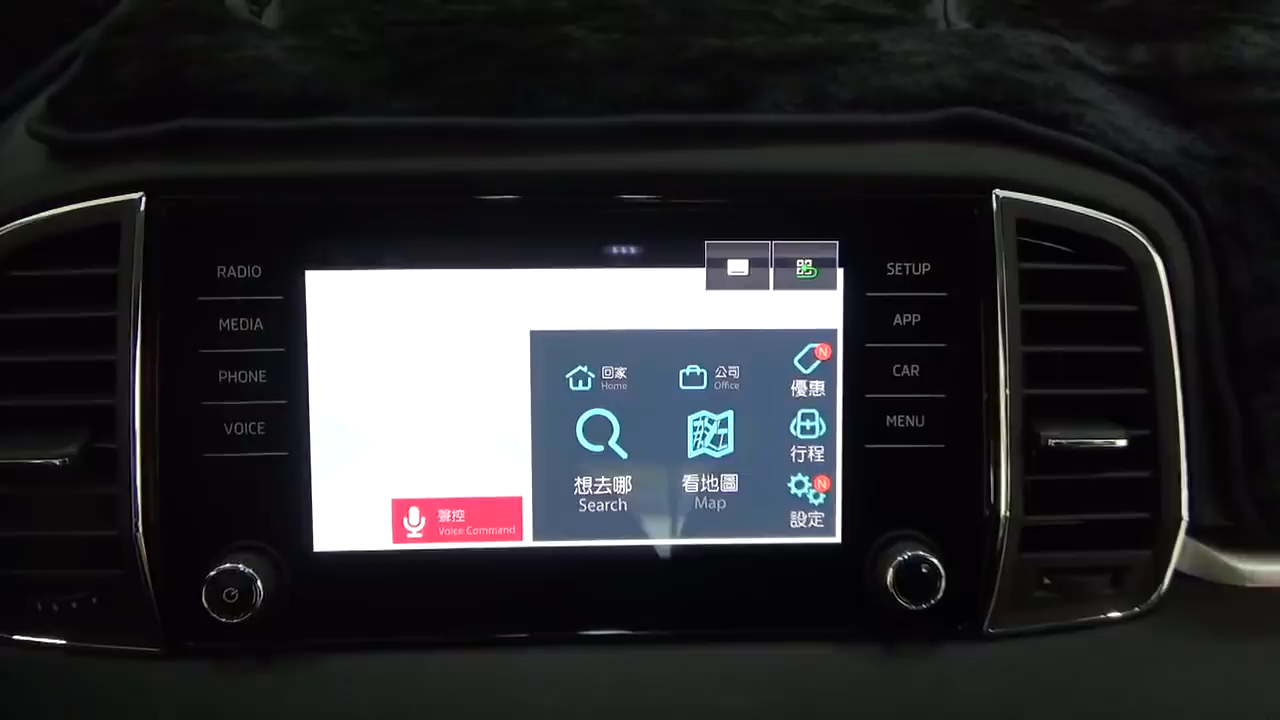 RADIO
MEDIA
PHONE
VOICE
SETUP
APP
CAR
MENU
回家
Home
公司
Office
N
優惠
想去哪
Search
看地圖
Map
行程
N
設定
聲控
Voice Command